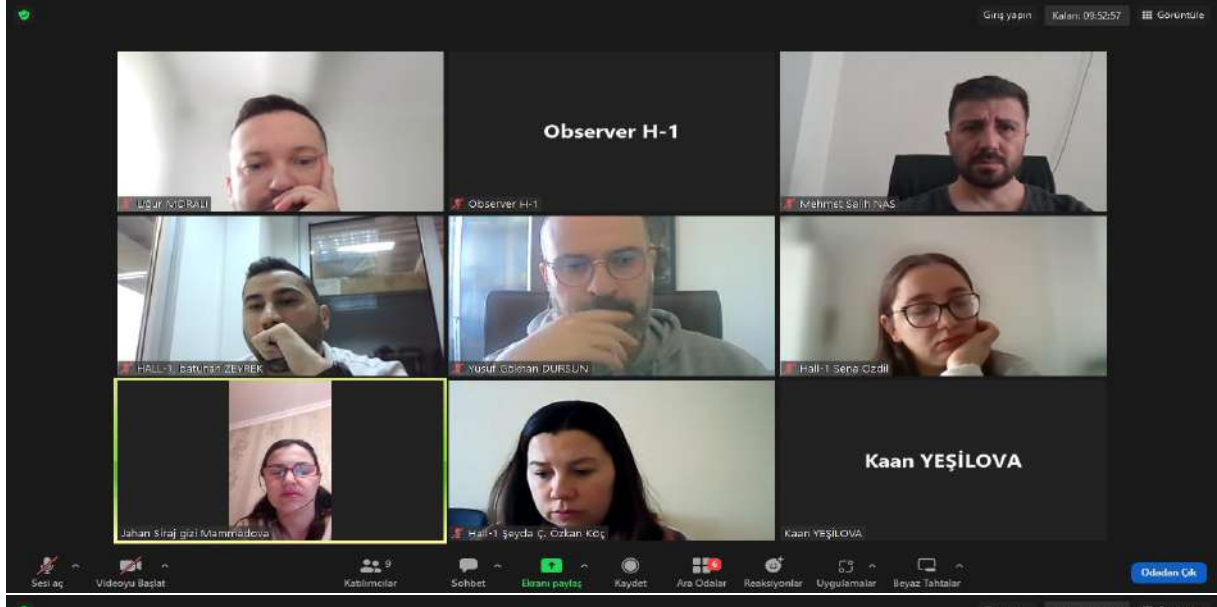 Giriş yapın Kalan: 09:52:57 Görüntüle
Observer H-1
Uğur MORALI
Observer H-1
Mehmet Salih NAS
HALL-1, batuhan ZEYREK
Yusuf Gökhan DURSUN
Hall-1 Sena Özdil
Kaan YEŞİLOVA
Jahan Siraj gizi Mammadova
Hall-1 Şeyda Ç. Özkan Koç
Kaan YEŞİLOVA
9
6
Sesi aç Videoyu Başlat Katılımcılar Sohbet Ekranı paylaş Kaydet Ara Odalar Reaksiyonlar Uygulamalar Beyaz Tahtalar Odadan Çık